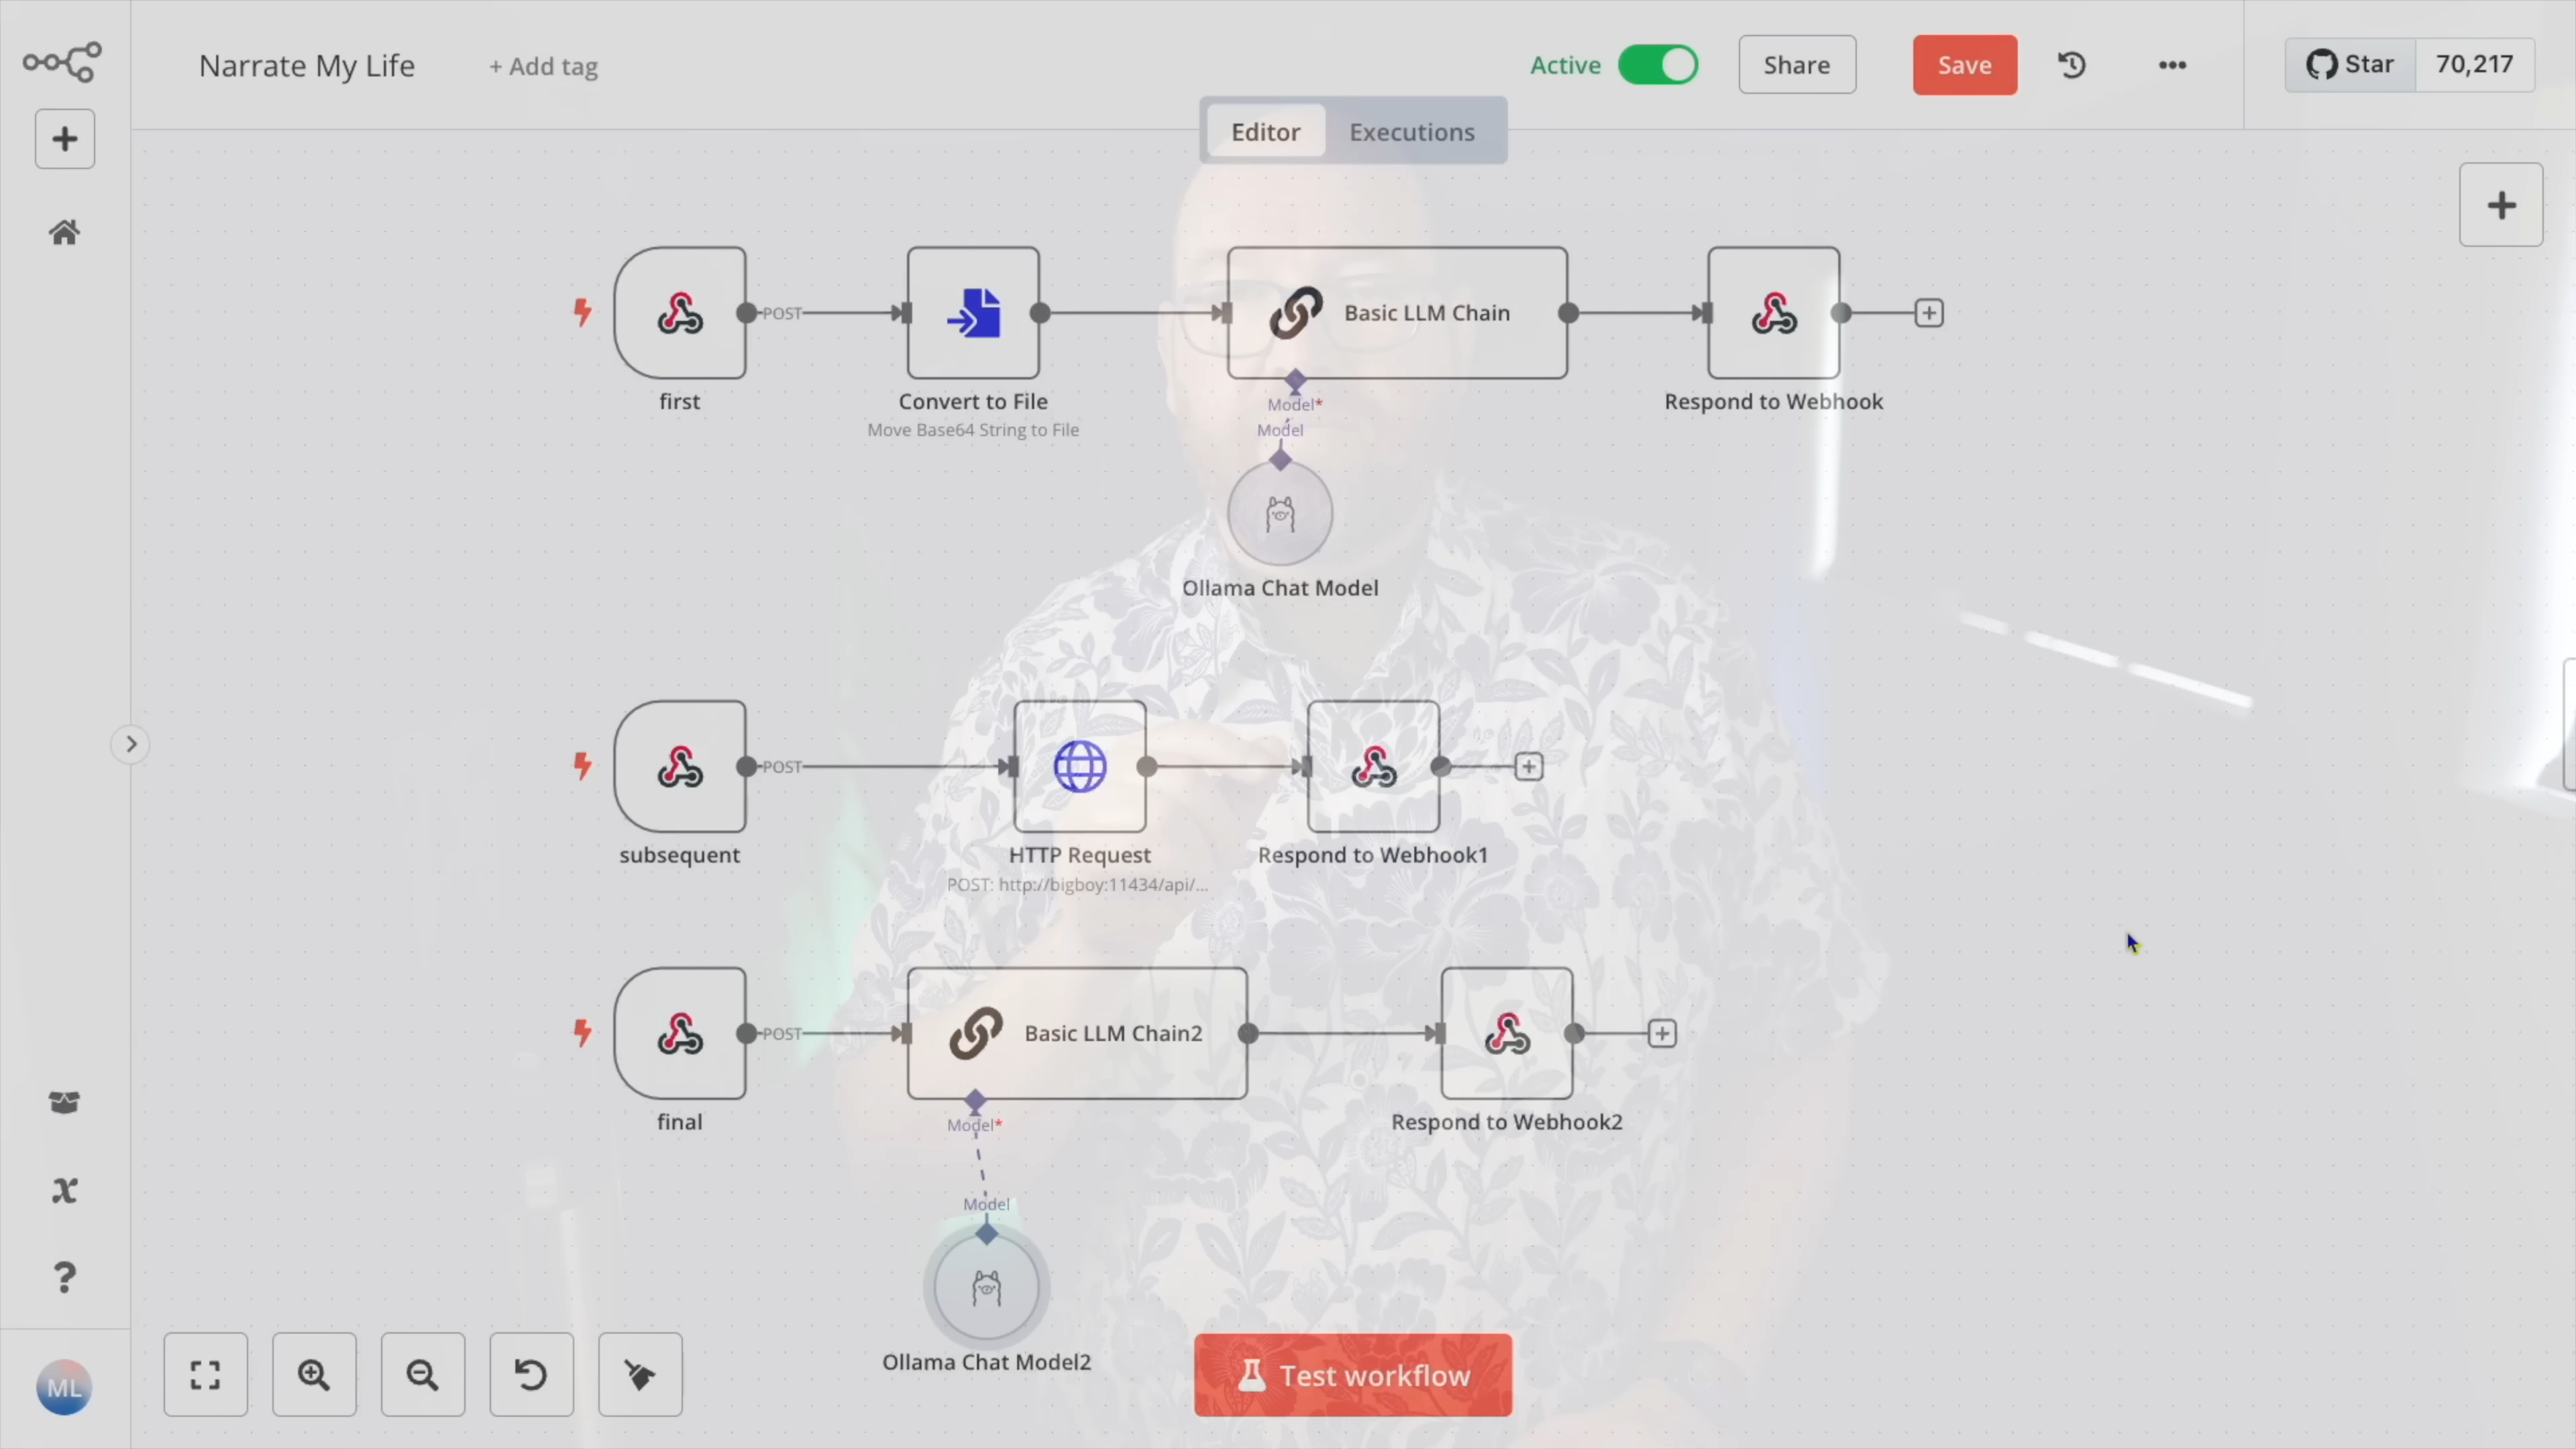 Narrate My Life
+ Add tag
Active
Share
Save
Star
70,217
Editor
Executions
POST
Basic LLM Chain
first
Convert to File
Move Base64 String to File
Model*
Model
Respond to Webhook
Ollama Chat Model
POST
subsequent
HTTP Request
POST: http://bigboy:11434/api/...
Respond to Webhook1
POST
Basic LLM Chain2
final
Model*
Model
Respond to Webhook2
Ollama Chat Model2
Test workflow
ML